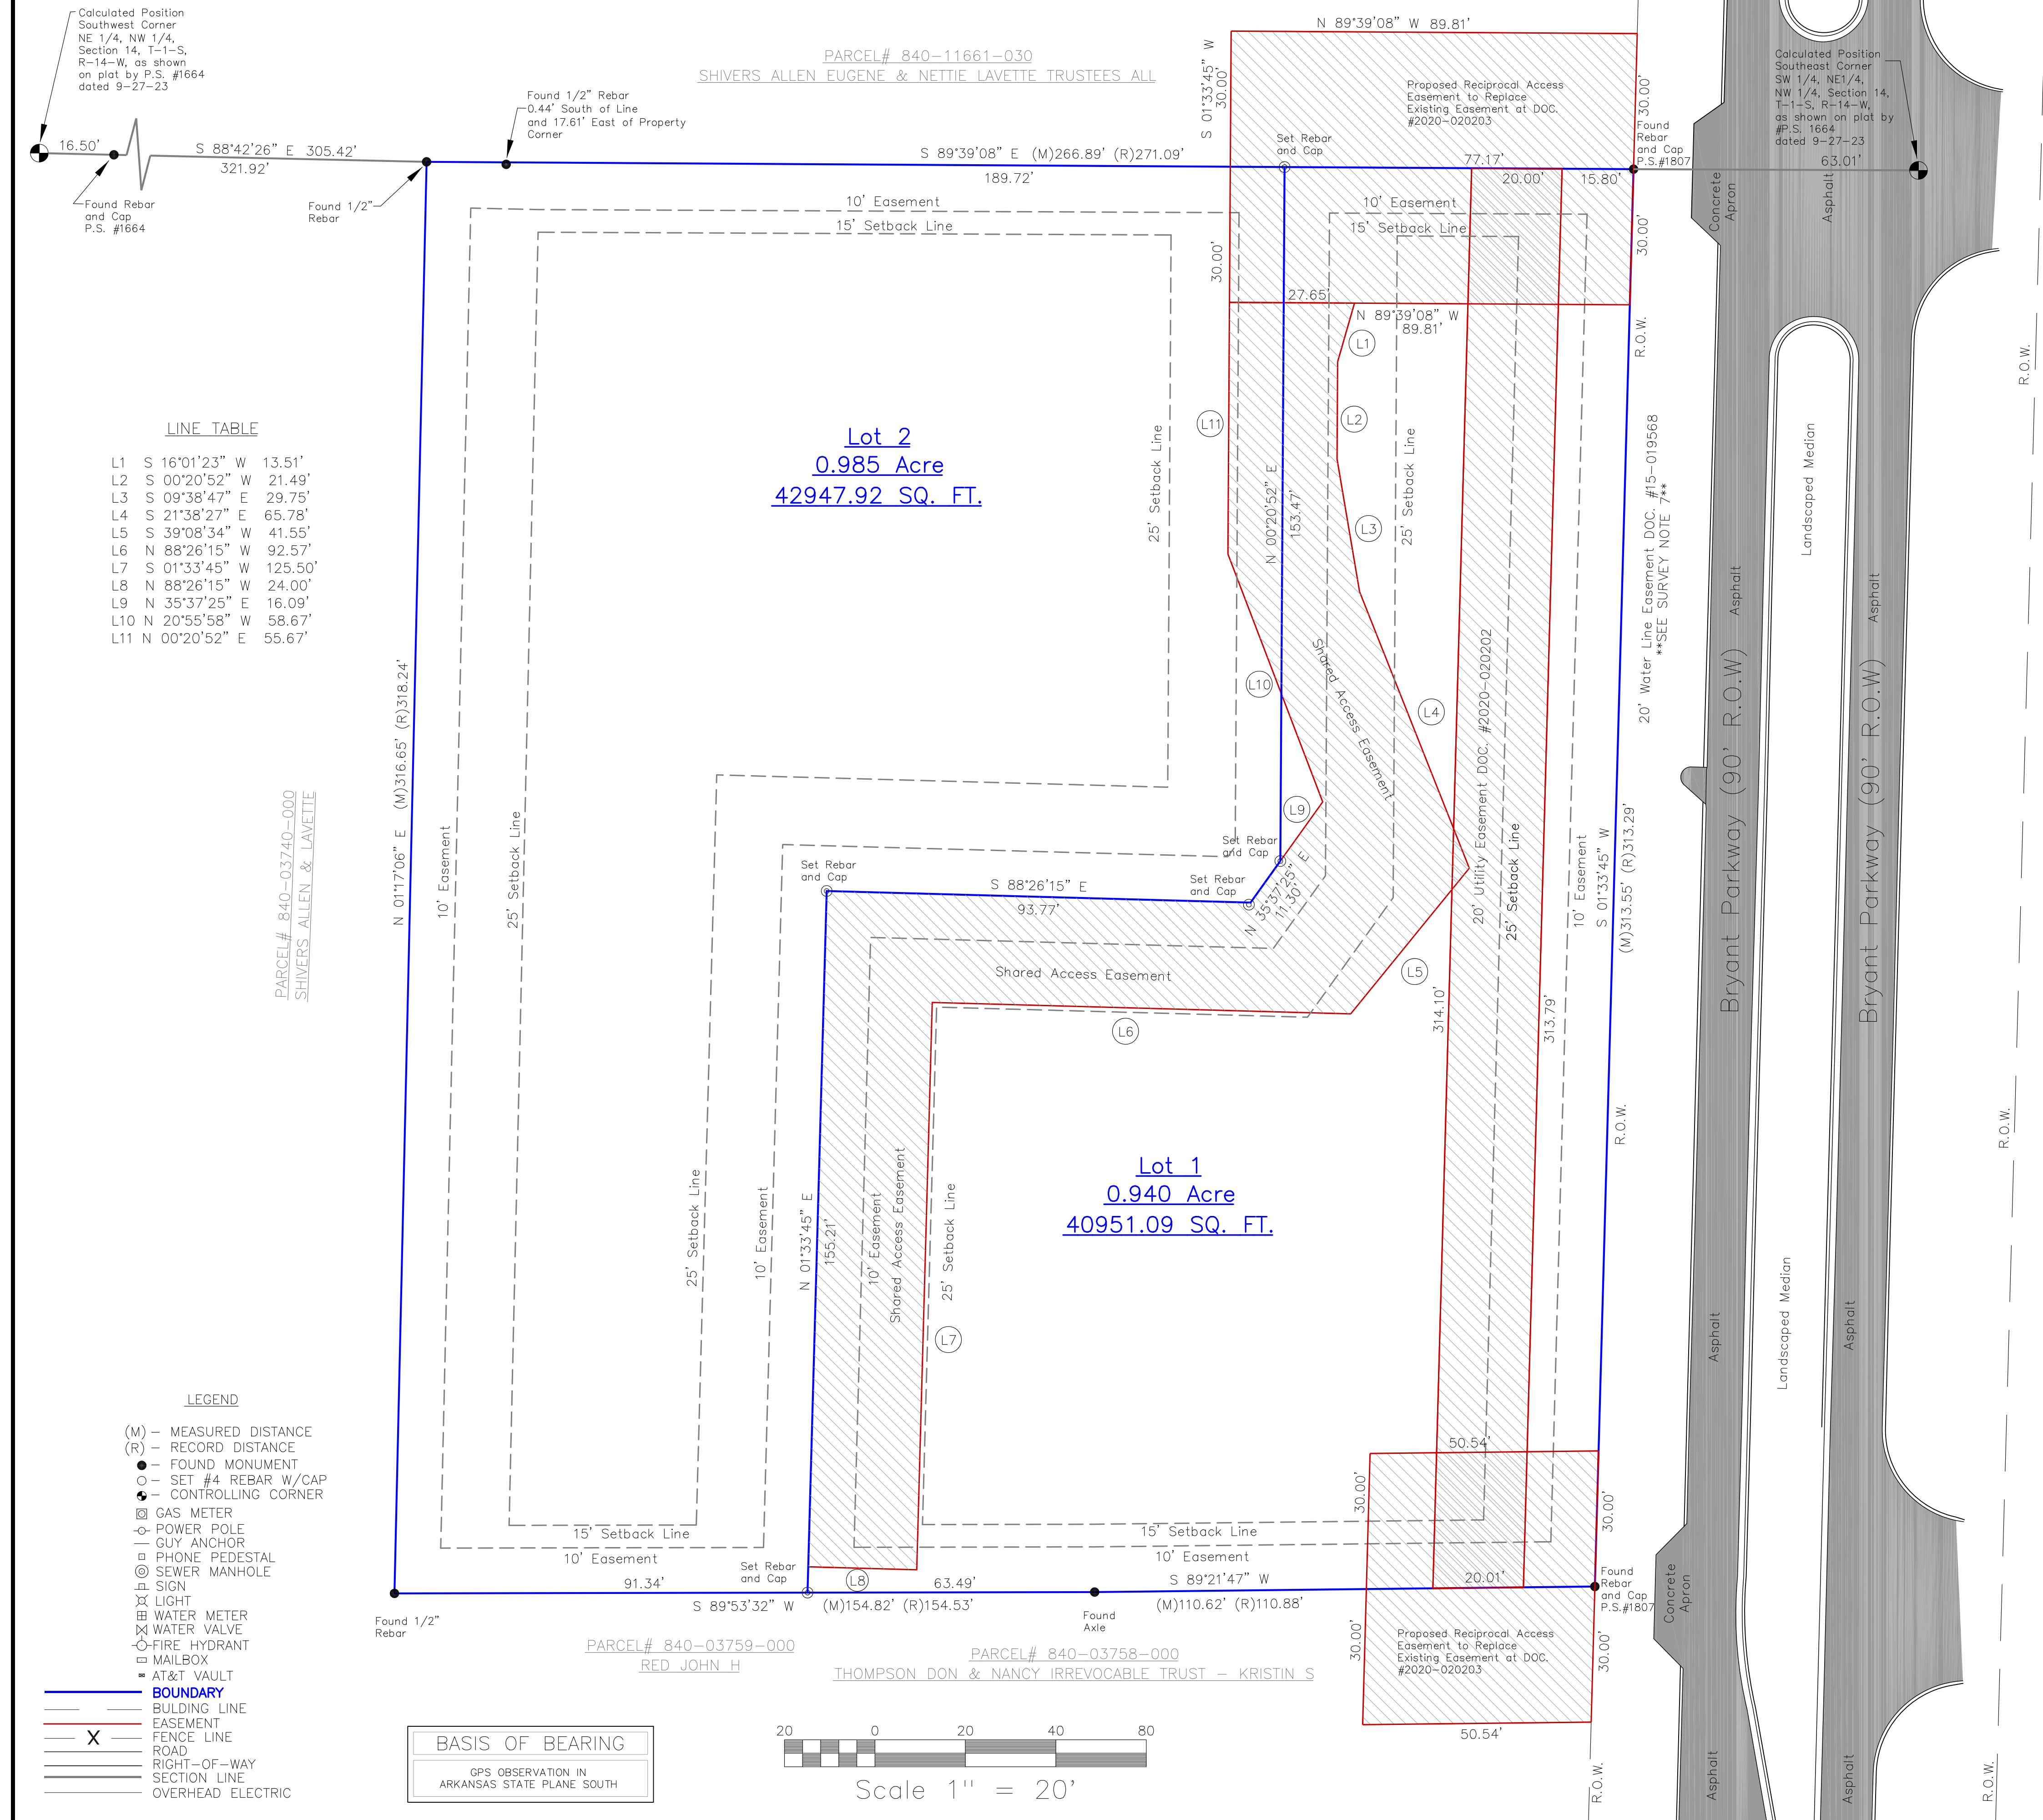 Calculated Position
Southwest Corner
NE 1/4, NW 1/4,
Section 14, T-1-S,
R-14-W, as shown
on plat by P.S. #1664
dated 9-27-23
16.50'
S 88°42'26" E 305.42'
321.92'
Found Rebar
and Cap
P.S. #1664
Found 1/2"
Rebar
Found 1/2" Rebar
0.44' South of Line
and 17.61' East of Property
Corner
PARCEL# 840-11661-030
SHIVERS ALLEN EUGENE & NETTIE LAVETTE TRUSTEES ALL
N 89°39'08" W 89.81'
S 01°33'45" W
30.00'
Proposed Reciprocal Access
Easement to Replace
Existing Easement at DOC.
#2020-020203
30.00'
Found
Rebar
and Cap
P.S.#1807
Calculated Position
Southeast Corner
SW 1/4, NE1/4,
NW 1/4, Section 14,
T-1-S, R-14-W,
as shown on plat by
#P.S. 1664
dated 9-27-23
63.01'
Set Rebar
and Cap
S 89°39'08" E (M)266.89' (R)271.09'
189.72'
77.17'
20.00'
15.80'
10' Easement
15' Setback Line
10' Easement
15' Setback Line
30.00'
30.00'
27.65'
N 89°39'08" W
89.81'
Concrete
Apron
Asphalt
R.O.W.
R.O.W.
LINE TABLE
L1 S 16°01'23" W 13.51'
L2 S 00°20'52" W 21.49'
L3 S 09°38'47" E 29.75'
L4 S 21°38'27" E 65.78'
L5 S 39°08'34" W 41.55'
L6 N 88°26'15" W 92.57'
L7 S 01°33'45" W 125.50'
L8 N 88°26'15" W 24.00'
L9 N 35°37'25" E 16.09'
L10 N 20°55'58" W 58.67'
L11 N 00°20'52" E 55.67'
Lot 2
0.985 Acre
42947.92 SQ. FT.
L1
L2
L11
L3
L10
L4
L9
25' Setback Line
N 00°20'52" E
153.47'
25' Setback Line
Shared Access Easement
20' Utility Easement DOC. #2020-020202
20' Water Line Easement DOC. #15-019568
**SEE SURVEY NOTE 7**
Landscaped Median
Asphalt
Asphalt
Bryant Parkway (90' R.O.W)
Bryant Parkway (90' R.O.W)
N 01°17'06" E (M)316.65' (R)318.24'
PARCEL# 840-03740-000
SHIVERS ALLEN & LAVETTE
10' Easement
25' Setback Line
Set Rebar
and Cap
Set Rebar
and Cap
Set Rebar
and Cap
S 88°26'15" E
93.77'
N 35°37'25" E
11.30'
25' Setback Line
10' Easement
S 01°33'45" W
(M)313.55' (R)313.29'
Shared Access Easement
L5
L6
314.10'
313.79'
R.O.W.
R.O.W.
Lot 1
0.940 Acre
40951.09 SQ. FT.
25' Setback Line
10' Easement
N 01°33'45" E
155.21'
10' Easement
Shared Access Easement
25' Setback Line
L7
Asphalt
Landscaped Median
Asphalt
LEGEND
(M) - MEASURED DISTANCE
(R) - RECORD DISTANCE
- FOUND MONUMENT
- SET #4 REBAR W/CAP
- CONTROLLING CORNER
GAS METER
POWER POLE
GUY ANCHOR
PHONE PEDESTAL
SEWER MANHOLE
SIGN
LIGHT
WATER METER
WATER VALVE
FIRE HYDRANT
MAILBOX
AT&T VAULT
BOUNDARY
BULDING LINE
EASEMENT
X FENCE LINE
ROAD
RIGHT-OF-WAY
SECTION LINE
OVERHEAD ELECTRIC
50.54'
30.00'
30.00'
15' Setback Line
10' Easement
15' Setback Line
10' Easement
Set Rebar
and Cap
L8
91.34'
63.49'
S 89°21'47" W
20.01'
Found 1/2"
Rebar
S 89°53'32" W (M)154.82' (R)154.53'
Found
Axle
(M)110.62' (R)110.88'
Found
Rebar
and Cap
P.S.#1807
Concrete
Apron
PARCEL# 840-03759-000
RED JOHN H
PARCEL# 840-03758-000
THOMPSON DON & NANCY IRREVOCABLE TRUST - KRISTIN S
30.00'
Proposed Reciprocal Access
Easement to Replace
Existing Easement at DOC.
#2020-020203
30.00'
50.54'
R.O.W.
Asphalt
Asphalt
R.O.W.
BASIS OF BEARING
GPS OBSERVATION IN
ARKANSAS STATE PLANE SOUTH
20 0 20 40 80
Scale 1" = 20'